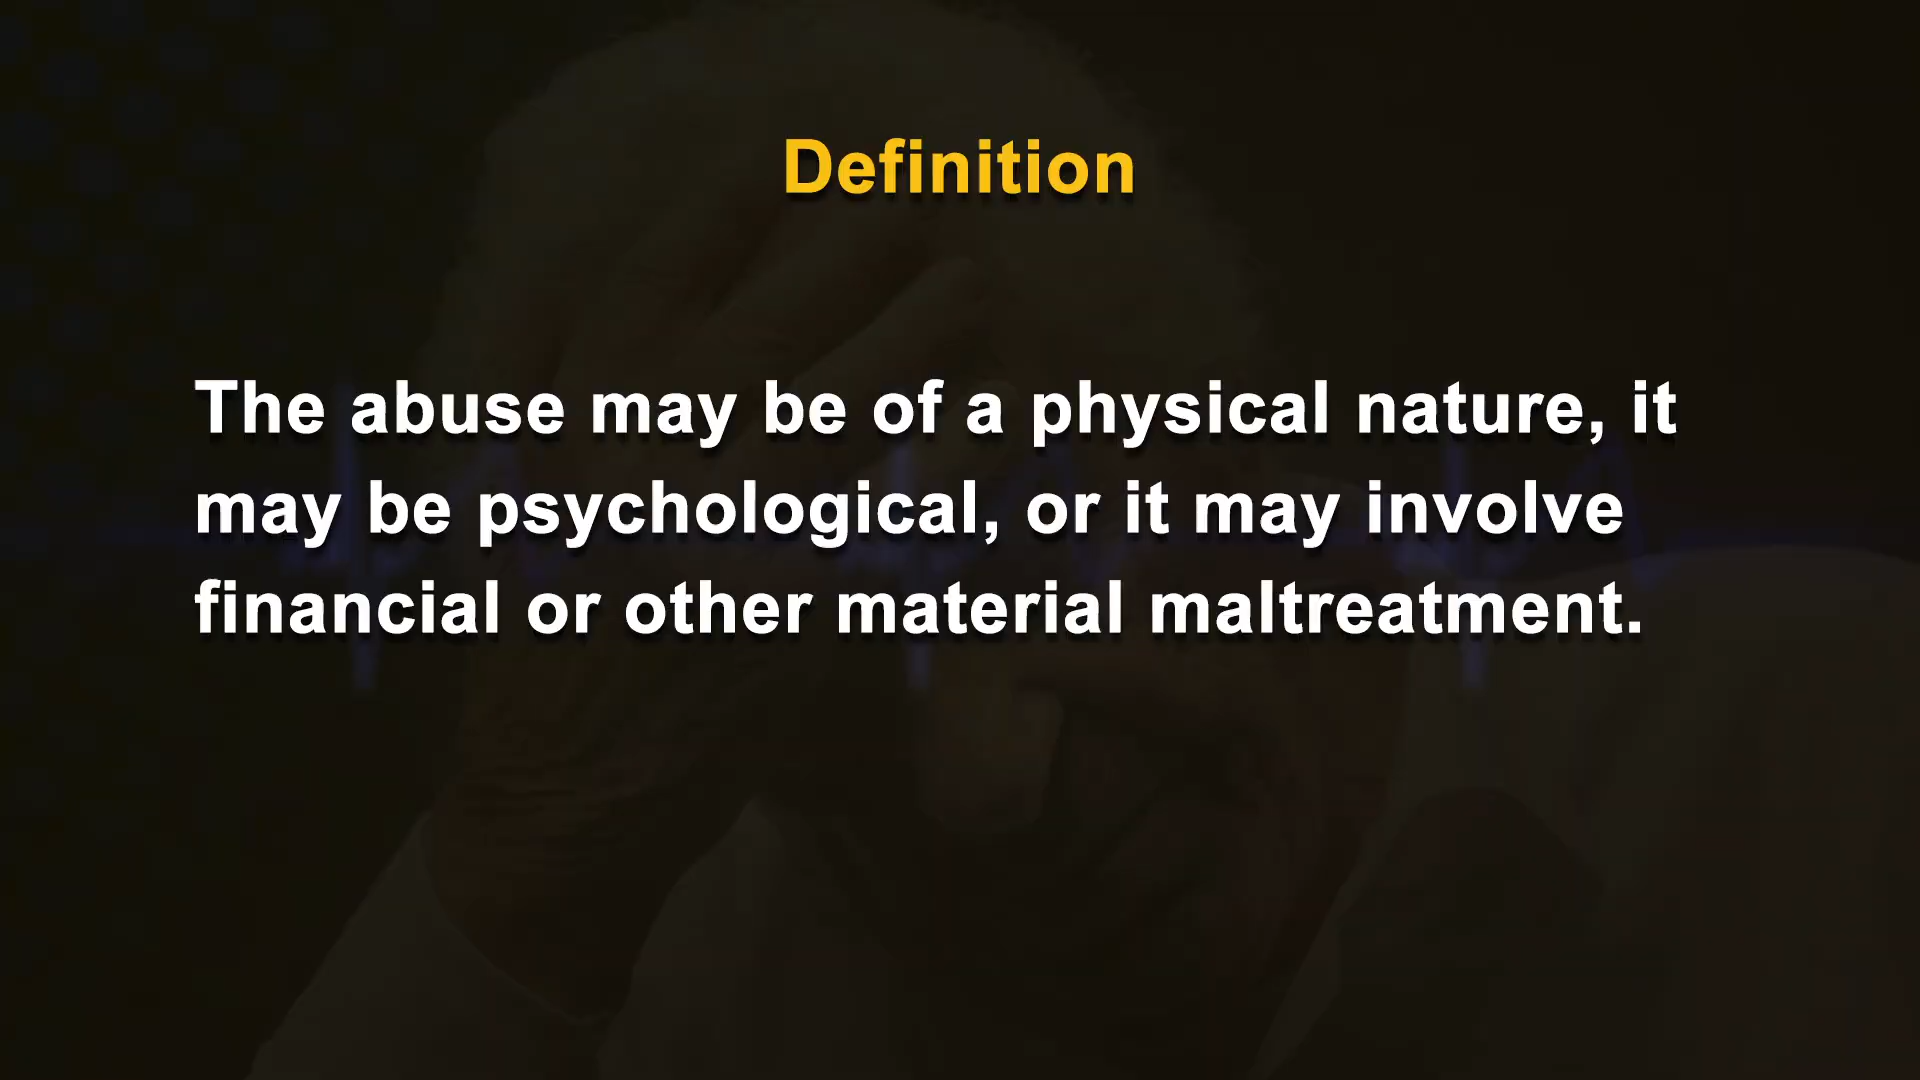 Definition
The abuse may be of a physical nature, it
may be psychological, or it may involve
financial or other material maltreatment.